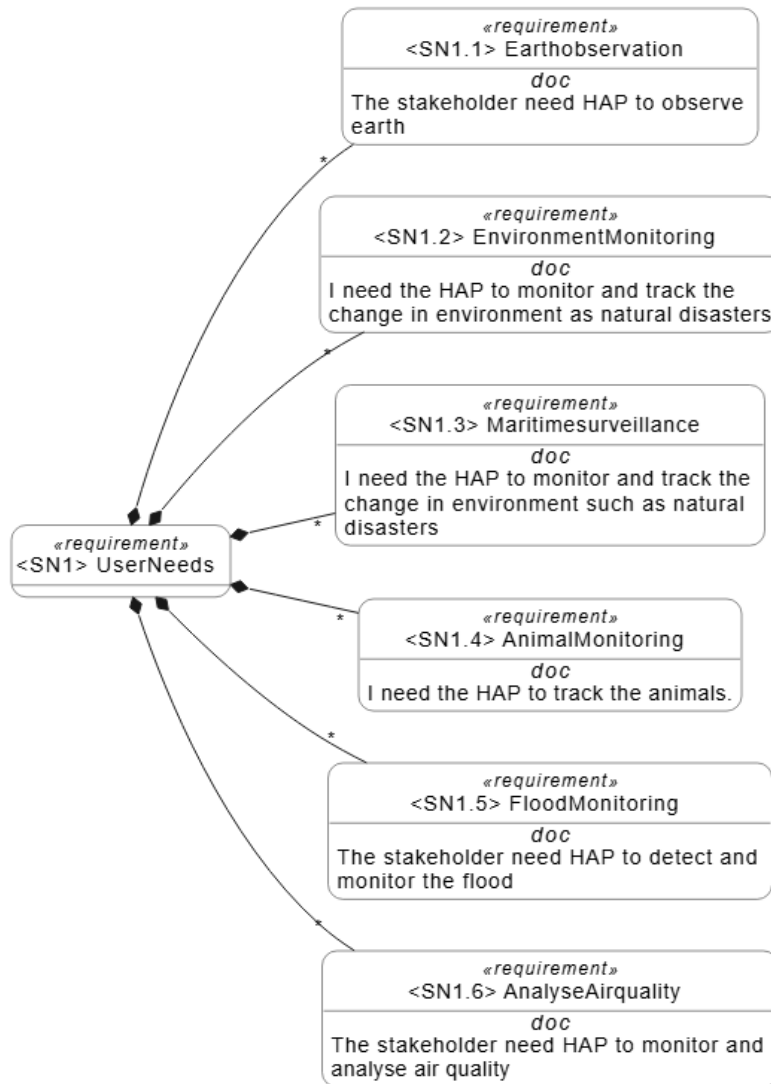 «requirement»
<SN1.1> Earthobservation
doc
The stakeholder need HAP to observe
earth
*
«requirement»
<SN1.2> EnvironmentMonitoring
doc
I need the HAP to monitor and track the
change in environment as natural disasters
*
«requirement»
<SN1.3> Maritimesurveillance
doc
I need the HAP to monitor and track the
change in environment such as natural
disasters
*
«requirement»
<SN1> UserNeeds
«requirement»
<SN1.4> AnimalMonitoring
doc
I need the HAP to track the animals.
*
«requirement»
<SN1.5> FloodMonitoring
doc
The stakeholder need HAP to detect and
monitor the flood
*
«requirement»
<SN1.6> AnalyseAirquality
doc
The stakeholder need HAP to monitor and
analyse air quality
*